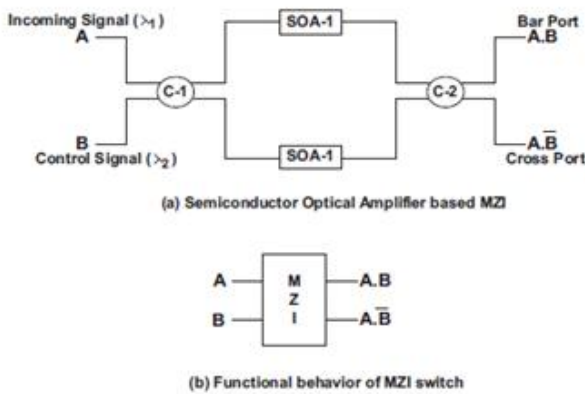 Incoming Signal (λ1)
A
SOA-1
Bar Port
A.B
C-1
C-2
B
Control Signal (λ2)
SOA-1
A.B̅
Cross Port
(a) Semiconductor Optical Amplifier based MZI
A
B
M
Z
I
A.B
A.B̅
(b) Functional behavior of MZI switch